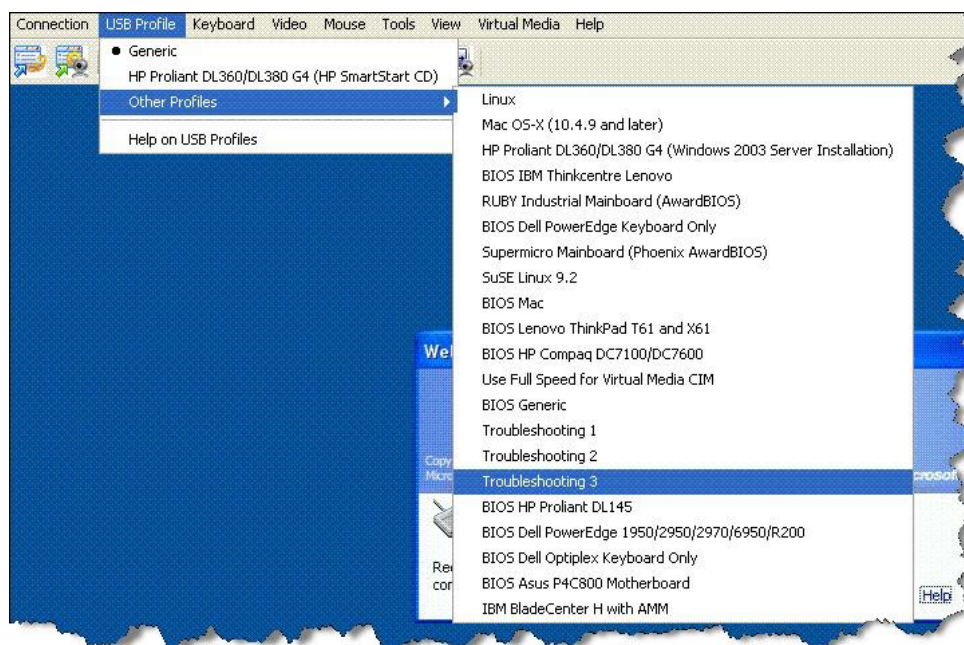 Connection USB Profile Keyboard Video Mouse Tools View Virtual Media Help
Generic
HP Proliant DL360/DL380 G4 (HP SmartStart CD)
Other Profiles
Help on USB Profiles
Linux
Mac OS-X (10.4.9 and later)
HP Proliant DL360/DL380 G4 (Windows 2003 Server Installation)
BIOS IBM Thinkcentre Lenovo
RUBY Industrial Mainboard (AwardBIOS)
BIOS Dell PowerEdge Keyboard Only
Supermicro Mainboard (Phoenix AwardBIOS)
SuSE Linux 9.2
BIOS Mac
BIOS Lenovo ThinkPad T61 and X61
BIOS HP Compaq DC7100/DC7600
Use Full Speed for Virtual Media CIM
BIOS Generic
Troubleshooting 1
Troubleshooting 2
Troubleshooting 3
BIOS HP Proliant DL145
BIOS Dell PowerEdge 1950/2950/2970/6950/R200
BIOS Dell Optiplex Keyboard Only
BIOS Asus P4C800 Motherboard
IBM BladeCenter H with AMM
Wel
Copy
Micro
crosoft
Re
cor
Help